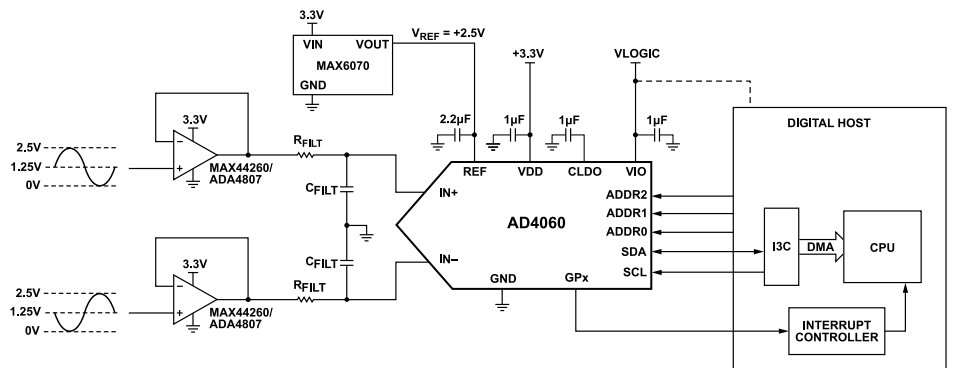 3.3V
VIN VOUT
MAX6070
GND
VREF = +2.5V
+3.3V
VLOGIC
2.2µF
1µF
1µF
1µF
DIGITAL HOST
3.3V
2.5V
1.25V
0V
−
+
MAX44260/
ADA4807
RFILT
CFILT
REF VDD CLDO VIO
IN+
AD4060
IN−
GND
GPx
ADDR2
ADDR1
ADDR0
SDA
SCL
I3C
DMA
CPU
INTERRUPT
CONTROLLER
CFILT
RFILT
3.3V
2.5V
1.25V
0V
−
+
MAX44260/
ADA4807